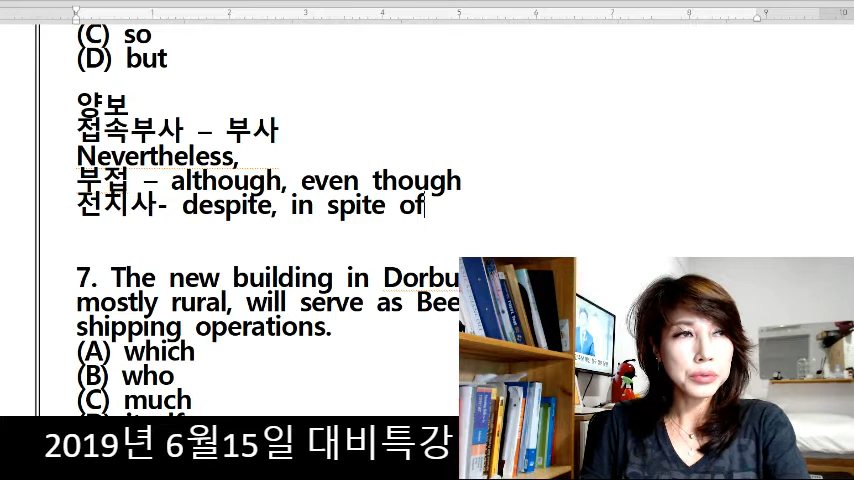 (C) so
(D) but
양보
접속부사 – 부사
Nevertheless,
부접 – although, even though
전치사- despite, in spite of
7. The new building in Dorbu
mostly rural, will serve as Bee
shipping operations.
(A) which
(B) who
(C) much
2019년 6월15일 대비특강